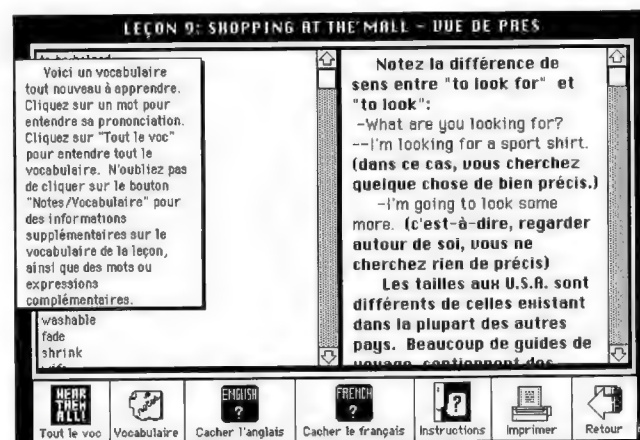 LEÇON 9: SHOPPING AT THE MALL - VUE DE PRES
Voici un vocabulaire
tout nouveau à apprendre.
Cliquez sur un mot pour
entendre sa prononciation.
Cliquez sur "Tout le voc"
pour entendre tout le
vocabulaire. N'oubliez pas
de cliquer sur le bouton
"Notes/Vocabulaire" pour
des informations
supplémentaires sur le
vocabulaire de la leçon,
ainsi que des mots ou
expressions
complémentaires.
washable
fade
shrink
Notez la différence de
sens entre "to look for" et
"to look":
-What are you looking for?
--I'm looking for a sport shirt.
(dans ce cas, vous cherchez
quelque chose de bien précis.)
-I'm going to look some
more. (c'est-à-dire, regarder
autour de soi, vous ne
cherchez rien de précis)
Les tailles aux U.S.A. sont
différents de celles existant
dans la plupart des autres
pays. Beaucoup de guides de
voyage contiennent des
HEAR
THEM
ALL!
ENGLISH
?
FRENCH
?
?
Tout le voc
Vocabulaire
Cacher l'anglais
Cacher le français
Instructions
Imprimer
Retour